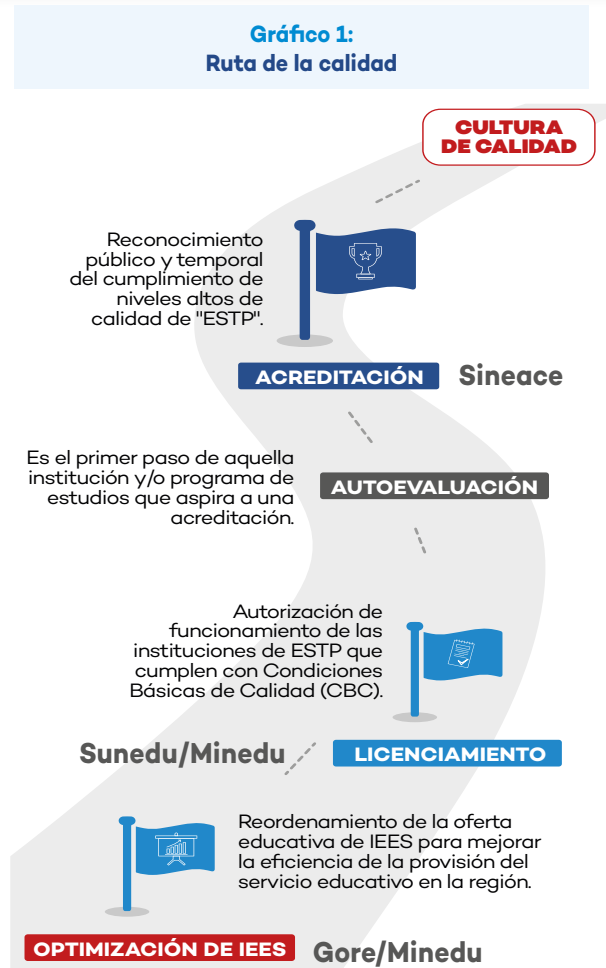 Gráfico 1:
Ruta de la calidad
CULTURA
DE CALIDAD
Reconocimiento
público y temporal
del cumplimiento de
niveles altos de
calidad de "ESTP".
ACREDITACIÓN Sineace
Es el primer paso de aquella
institución y/o programa de
estudios que aspira a una
acreditación.
AUTOEVALUACIÓN
Autorización de
funcionamiento de las
instituciones de ESTP que
cumplen con Condiciones
Básicas de Calidad (CBC).
Sunedu/Minedu LICENCIAMIENTO
Reordenamiento de la oferta
educativa de IEES para mejorar
la eficiencia de la provisión del
servicio educativo en la región.
OPTIMIZACIÓN DE IEES Gore/Minedu